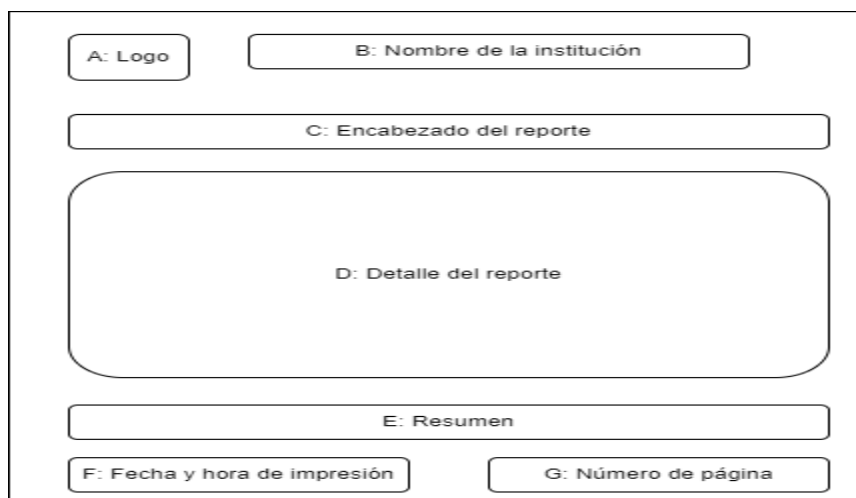 A: Logo
B: Nombre de la institución
C: Encabezado del reporte
D: Detalle del reporte
E: Resumen
F: Fecha y hora de impresión
G: Número de página